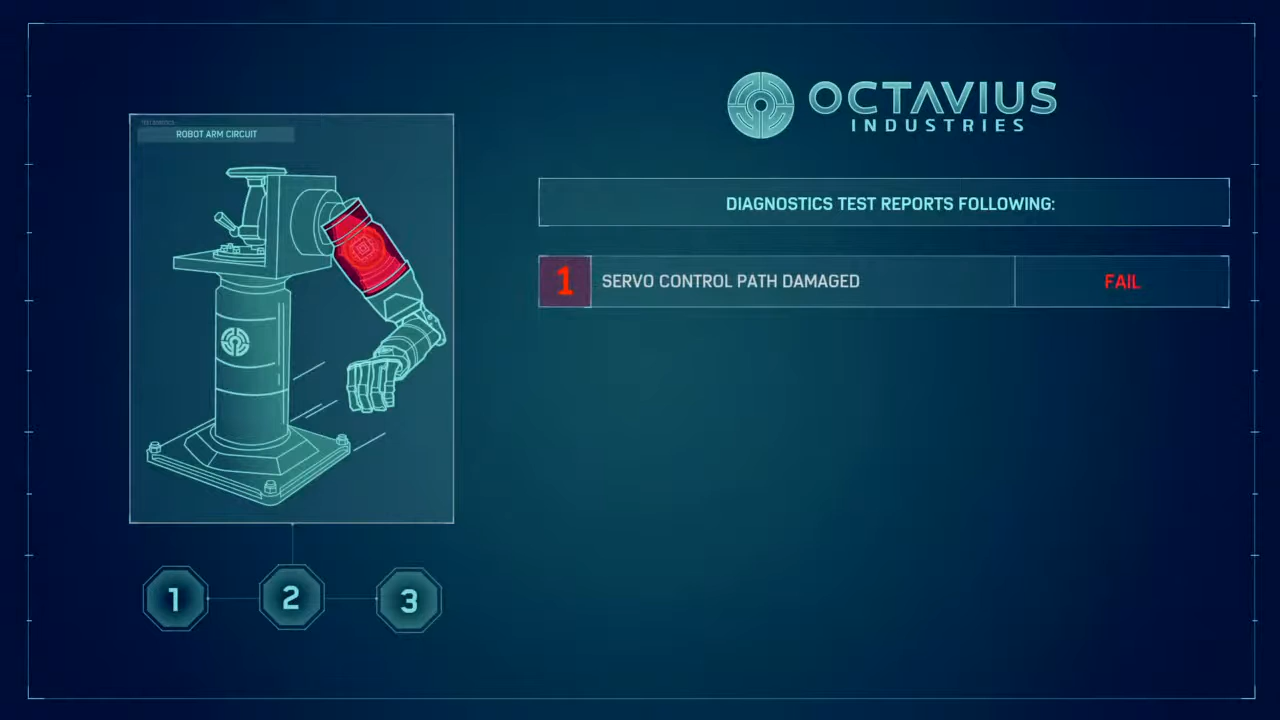 OCTAVIUS
INDUSTRIES
ROBOT ARM CIRCUIT
DIAGNOSTICS TEST REPORTS FOLLOWING:
1 SERVO CONTROL PATH DAMAGED FAIL
1 2 3